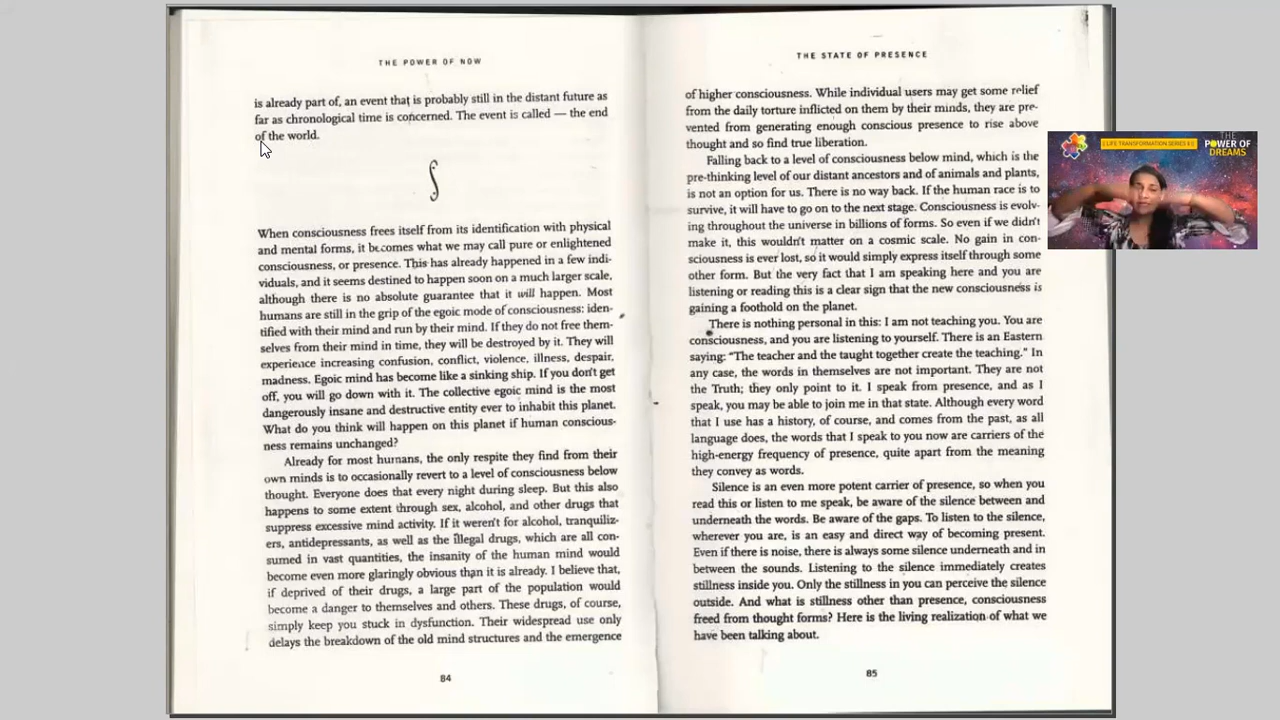 THE POWER OF NOW
is already part of, an event that is probably still in the distant future as
far as chronological time is concerned. The event is called — the end
of the world.
When consciousness frees itself from its identification with physical
and mental forms, it becomes what we may call pure or enlightened
consciousness, or presence. This has already happened in a few indi-
viduals, and it seems destined to happen soon on a much larger scale,
although there is no absolute guarantee that it will happen. Most
humans are still in the grip of the egoic mode of consciousness: iden-
tified with their mind and run by their mind. If they do not free them-
selves from their mind in time, they will be destroyed by it. They will
experience increasing confusion, conflict, violence, illness, despair,
madness. Egoic mind has become like a sinking ship. If you don't get
off, you will go down with it. The collective egoic mind is the most
dangerously insane and destructive entity ever to inhabit this planet.
What do you think will happen on this planet if human conscious-
ness remains unchanged?
Already for most humans, the only respite they find from their
own minds is to occasionally revert to a level of consciousness below
thought. Everyone does that every night during sleep. But this also
happens to some extent through sex, alcohol, and other drugs that
suppress excessive mind activity. If it weren't for alcohol, tranquiliz-
ers, antidepressants, as well as the illegal drugs, which are all con-
sumed in vast quantities, the insanity of the human mind would
become even more glaringly obvious than it is already. I believe that,
if deprived of their drugs, a large part of the population would
become a danger to themselves and others. These drugs, of course,
simply keep you stuck in dysfunction. Their widespread use only
delays the breakdown of the old mind structures and the emergence
84
THE STATE OF PRESENCE
of higher consciousness. While individual users may get some relief
from the daily torture inflicted on them by their minds, they are pre-
vented from generating enough conscious presence to rise above
thought and so find true liberation.
Falling back to a level of consciousness below mind, which is the
pre-thinking level of our distant ancestors and of animals and plants,
is not an option for us. There is no way back. If the human race is to
survive, it will have to go on to the next stage. Consciousness is evolv-
ing throughout the universe in billions of forms. So even if we didn't
make it, this wouldn't matter on a cosmic scale. No gain in con-
sciousness is ever lost, so it would simply express itself through some
other form. But the very fact that I am speaking here and you are
listening or reading this is a clear sign that the new consciousness is
gaining a foothold on the planet.
There is nothing personal in this: I am not teaching you. You are
consciousness, and you are listening to yourself. There is an Eastern
saying: "The teacher and the taught together create the teaching." In
any case, the words in themselves are not important. They are not
the Truth; they only point to it. I speak from presence, and as I
speak, you may be able to join me in that state. Although every word
that I use has a history, of course, and comes from the past, as all
language does, the words that I speak to you now are carriers of the
high-energy frequency of presence, quite apart from the meaning
they convey as words.
Silence is an even more potent carrier of presence, so when you
read this or listen to me speak, be aware of the silence between and
underneath the words. Be aware of the gaps. To listen to the silence,
wherever you are, is an easy and direct way of becoming present.
Even if there is noise, there is always some silence underneath and in
between the sounds. Listening to the silence immediately creates
stillness inside you. Only the stillness in you can perceive the silence
outside. And what is stillness other than presence, consciousness
freed from thought forms? Here is the living realization of what we
have been talking about.
85
LIFE TRANSFORMATION SERIES
THE
POWER OF
DREAMS